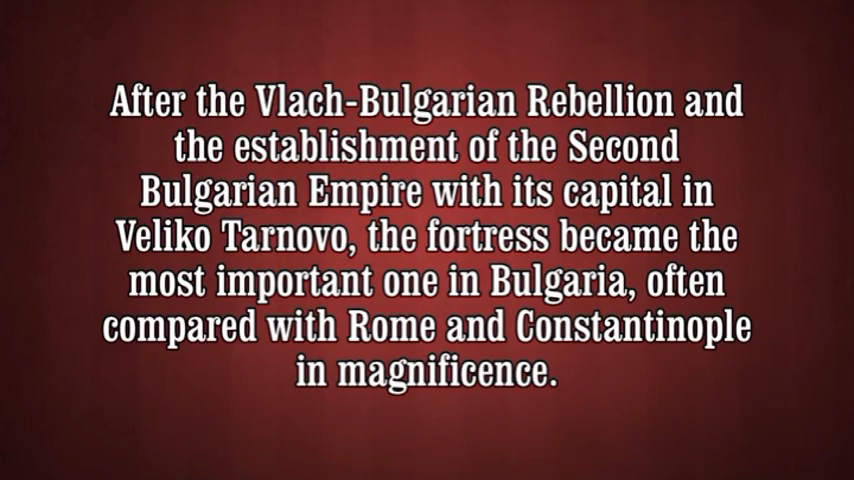 After the Vlach-Bulgarian Rebellion and
the establishment of the Second
Bulgarian Empire with its capital in
Veliko Tarnovo, the fortress became the
most important one in Bulgaria, often
compared with Rome and Constantinople
in magnificence.